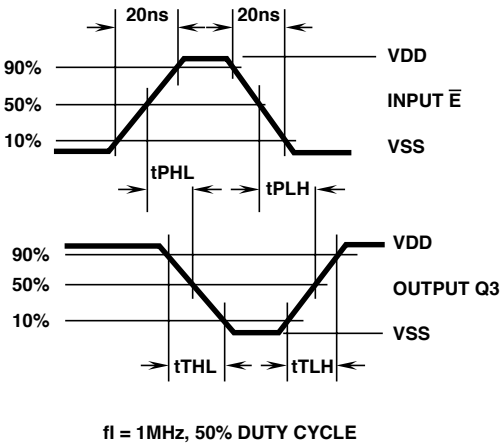 20ns 20ns
90% VDD
50% INPUT E̅
10% VSS
tPHL tPLH
90% VDD
50% OUTPUT Q3
10% VSS
tTHL tTLH
fI = 1MHz, 50% DUTY CYCLE